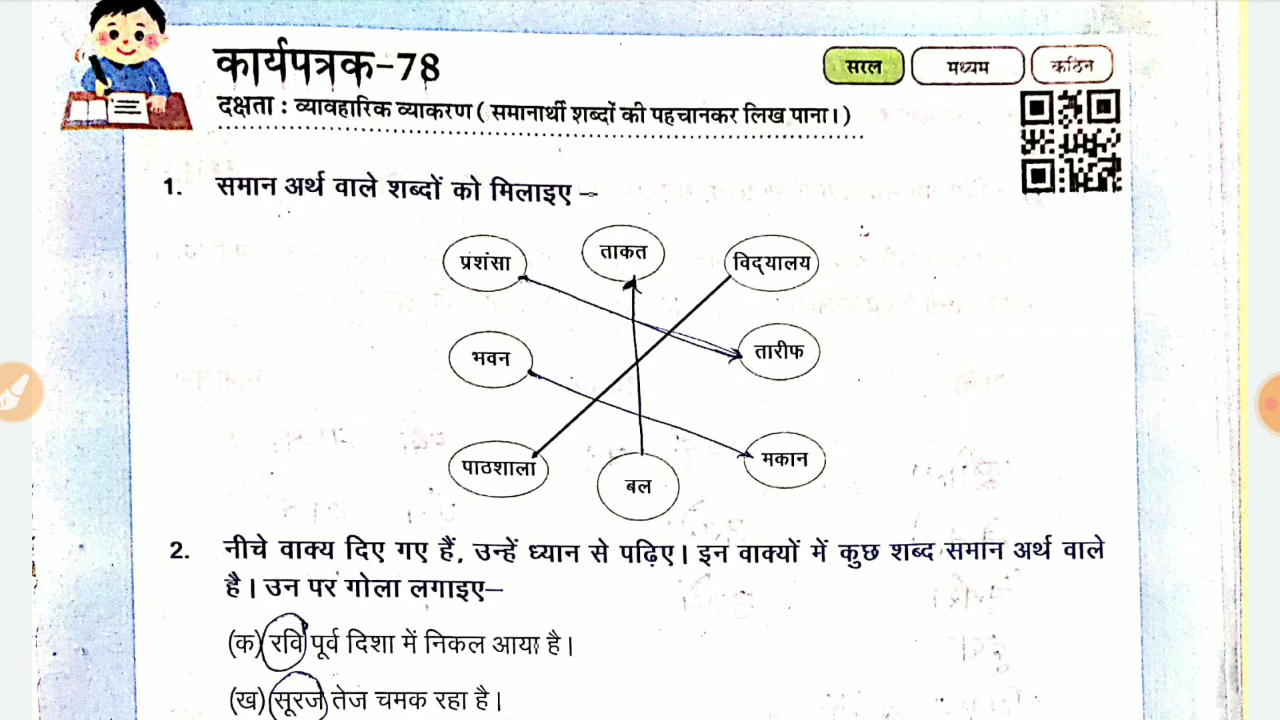 कार्यपत्रक-78
सरल मध्यम कठिन
दक्षता : व्यावहारिक व्याकरण ( समानार्थी शब्दों की पहचानकर लिख पाना। )
1. समान अर्थ वाले शब्दों को मिलाइए –
प्रशंसा ताकत विद्यालय
भवन तारीफ
पाठशाला बल मकान
2. नीचे वाक्य दिए गए हैं, उन्हें ध्यान से पढ़िए। इन वाक्यों में कुछ शब्द समान अर्थ वाले
है। उन पर गोला लगाइए–
(क) रवि पूर्व दिशा में निकल आया है।
(ख) सूरज तेज चमक रहा है।